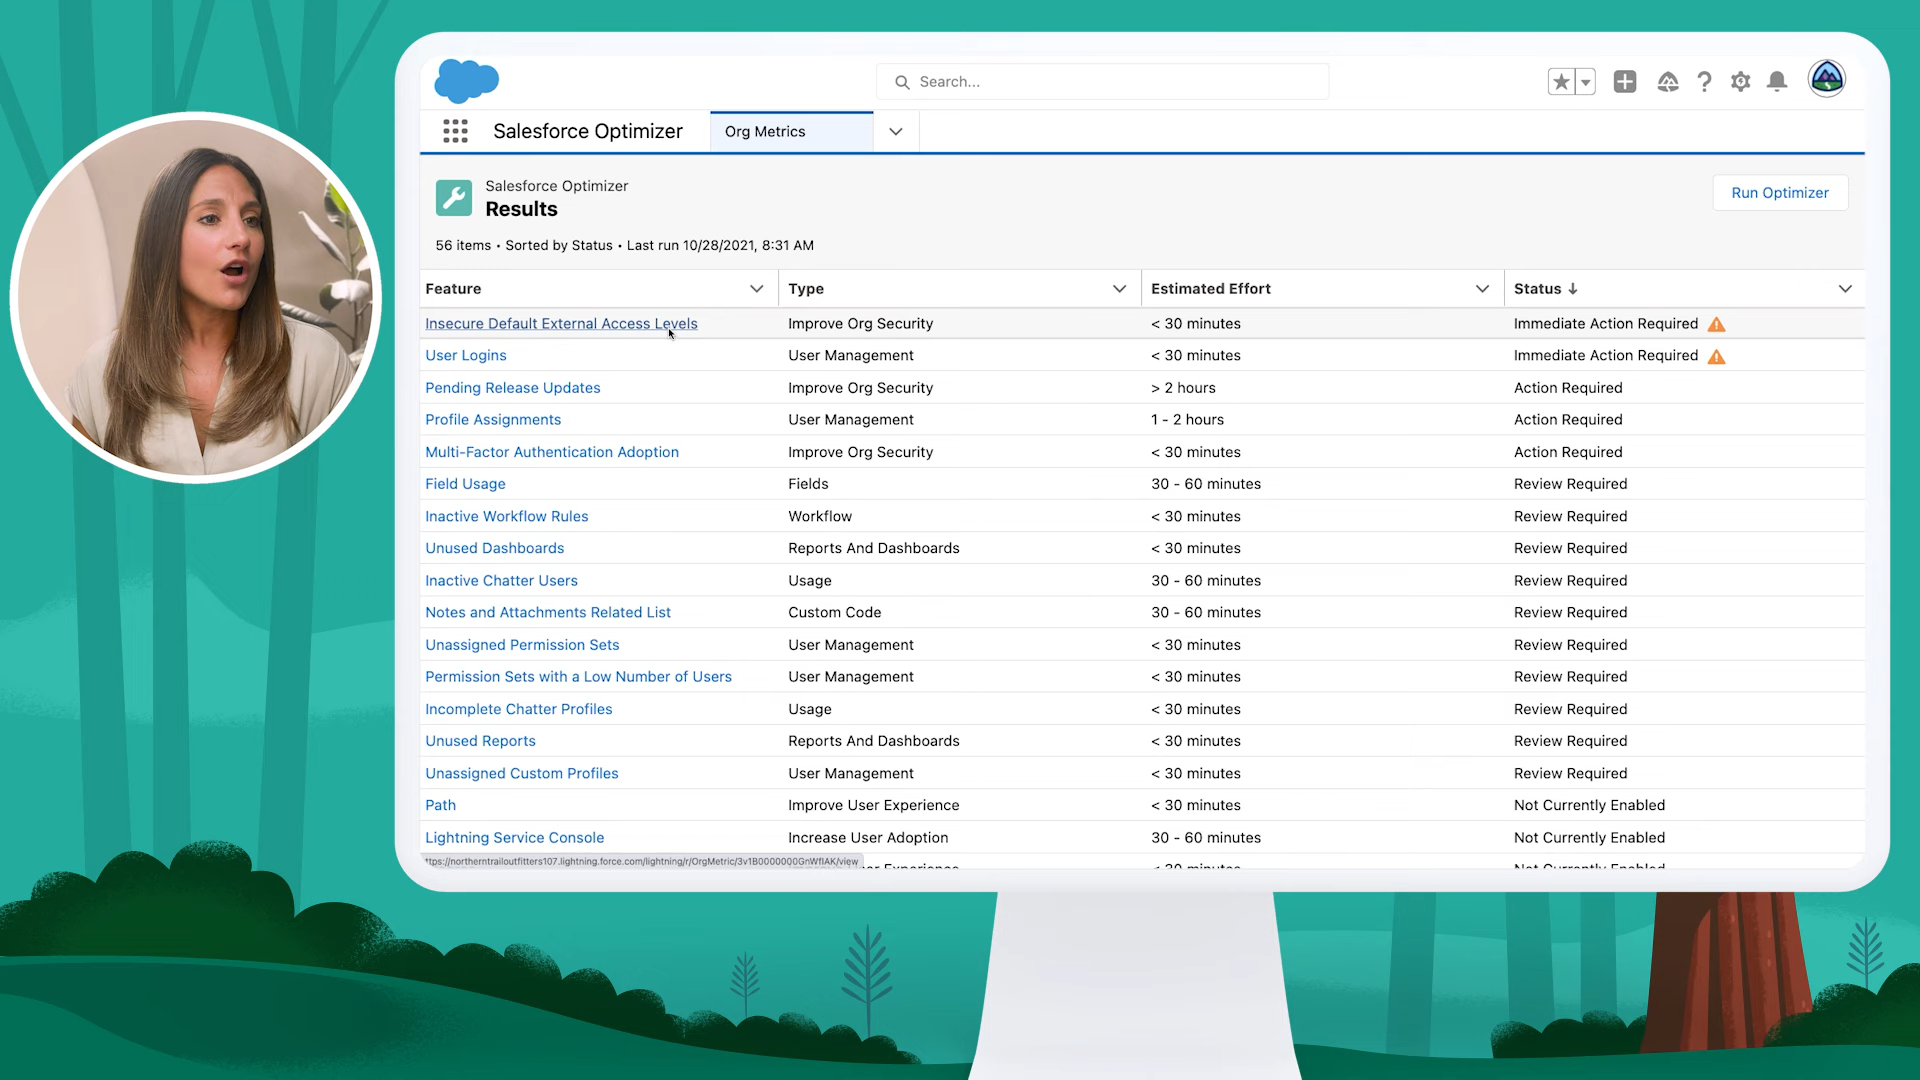 Search...
Salesforce Optimizer
Org Metrics
Salesforce Optimizer
Results
Run Optimizer
56 items • Sorted by Status • Last run 10/28/2021, 8:31 AM
Feature Type Estimated Effort Status ↓
Insecure Default External Access Levels Improve Org Security < 30 minutes Immediate Action Required
User Logins User Management < 30 minutes Immediate Action Required
Pending Release Updates Improve Org Security > 2 hours Action Required
Profile Assignments User Management 1 - 2 hours Action Required
Multi-Factor Authentication Adoption Improve Org Security < 30 minutes Action Required
Field Usage Fields 30 - 60 minutes Review Required
Inactive Workflow Rules Workflow < 30 minutes Review Required
Unused Dashboards Reports And Dashboards < 30 minutes Review Required
Inactive Chatter Users Usage 30 - 60 minutes Review Required
Notes and Attachments Related List Custom Code 30 - 60 minutes Review Required
Unassigned Permission Sets User Management < 30 minutes Review Required
Permission Sets with a Low Number of Users User Management < 30 minutes Review Required
Incomplete Chatter Profiles Usage < 30 minutes Review Required
Unused Reports Reports And Dashboards < 30 minutes Review Required
Unassigned Custom Profiles User Management < 30 minutes Review Required
Path Improve User Experience < 30 minutes Not Currently Enabled
Lightning Service Console Increase User Adoption 30 - 60 minutes Not Currently Enabled
Experience < 30 minutes Not Currently Enabled